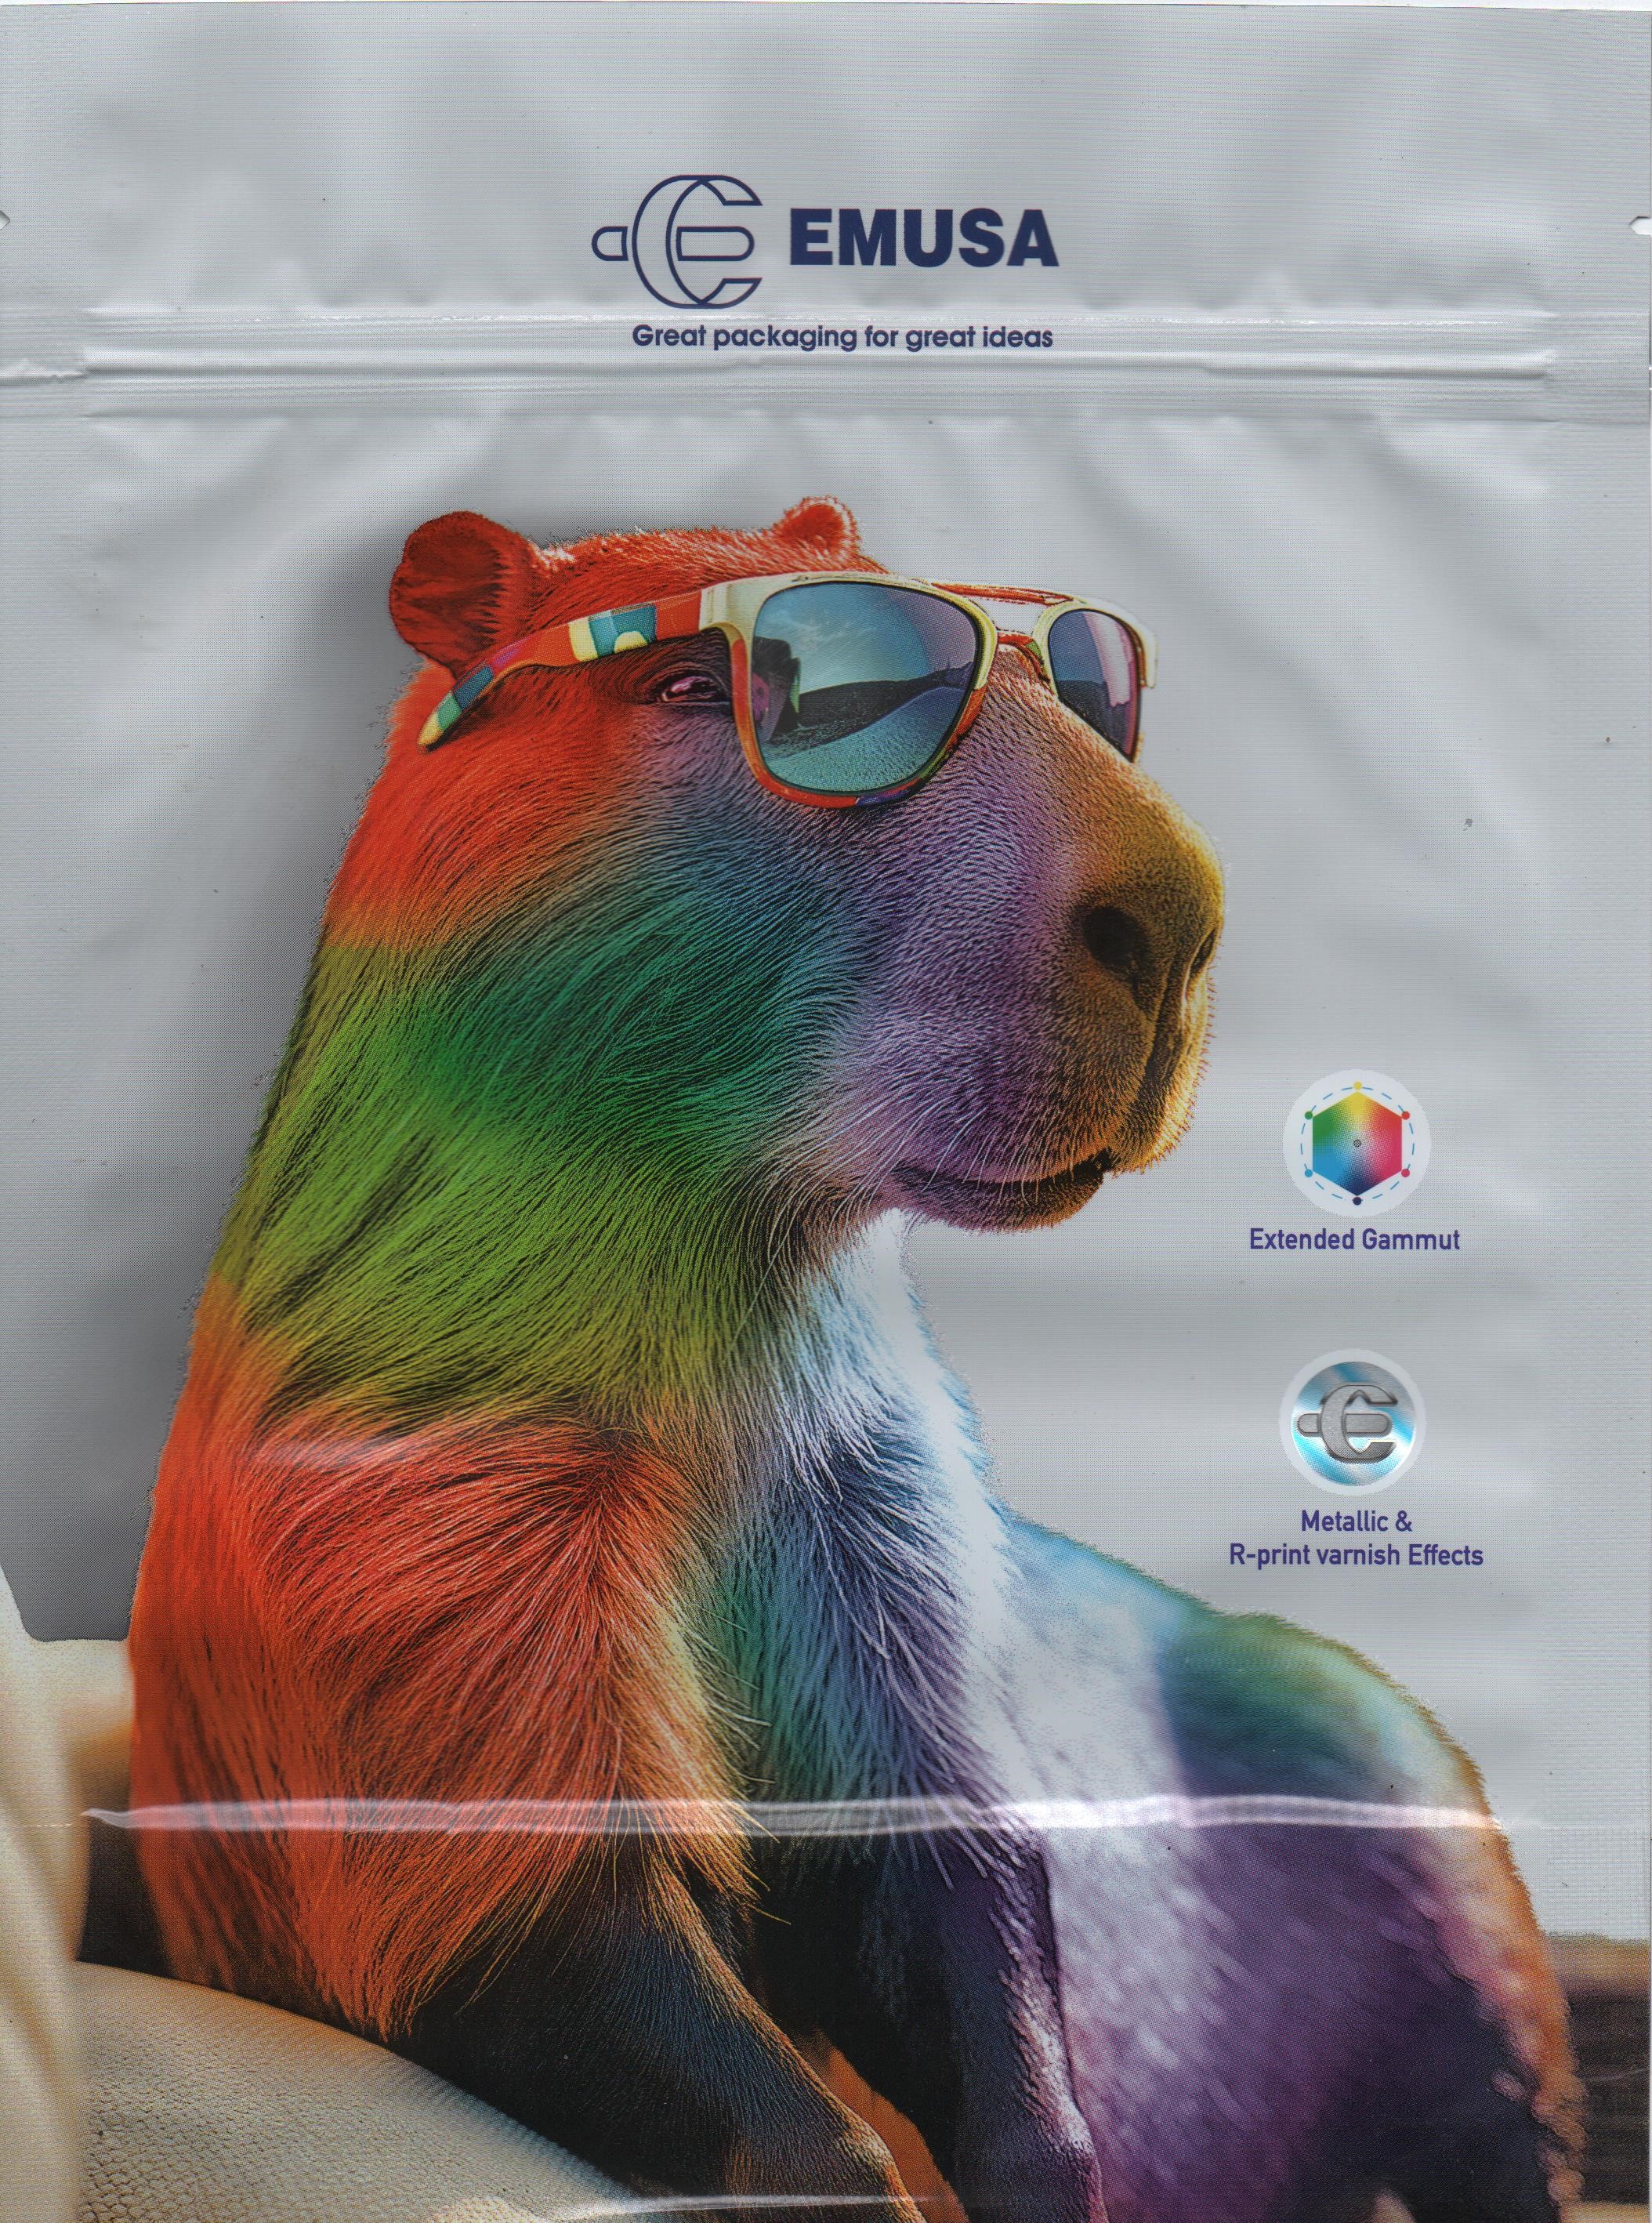 EMUSA
Great packaging for great ideas
Extended Gammut
Metallic &
R-print varnish Effects